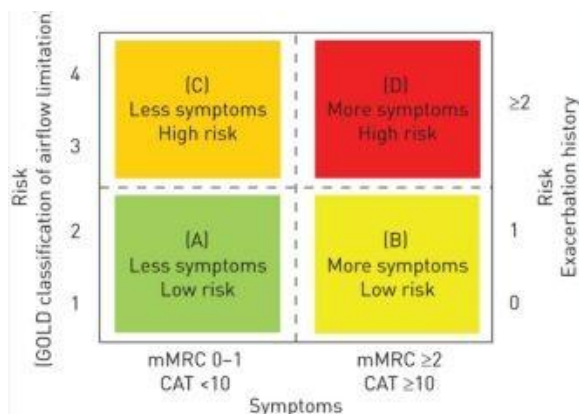 Risk
(GOLD classification of airflow limitation)
4
3
2
1
(C)
Less symptoms
High risk
(D)
More symptoms
High risk
(A)
Less symptoms
Low risk
(B)
More symptoms
Low risk
≥2
1
0
Risk
Exacerbation history
mMRC 0–1
CAT <10
mMRC ≥2
CAT ≥10
Symptoms